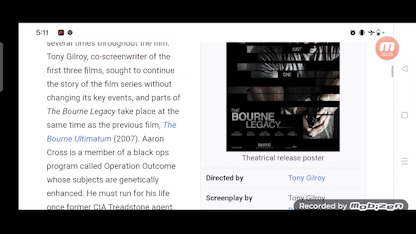 5:11
several times throughout the film.
Tony Gilroy, co-screenwriter of the
first three films, sought to continue
the story of the film series without
changing its key events, and parts of
The Bourne Legacy take place at the
same time as the previous film, The
Bourne Ultimatum (2007). Aaron
Cross is a member of a black ops
program called Operation Outcome
whose subjects are genetically
enhanced. He must run for his life
once former CIA Treadstone agent
JUST
ONE
THE
BOURNE
LEGACY
Theatrical release poster
Directed by Tony Gilroy
Screenplay by Tony Gilroy
Recorded by Mobizen